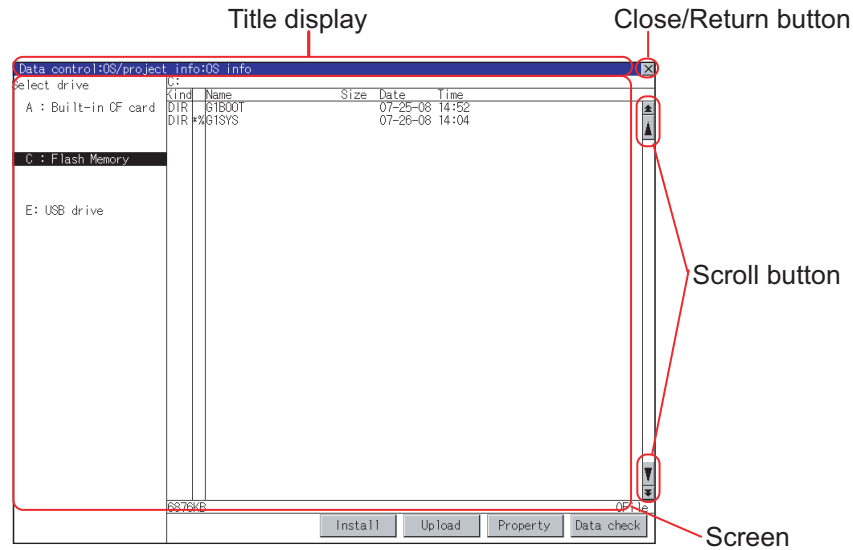 Title display
Close/Return button
Data control:OS/project info:OS info
Select drive
C:
Kind Name Size Date Time
A : Built-in CF card
DIR G1BOOT 07-25-08 14:52
DIR *%G1SYS 07-26-08 14:04
C : Flash Memory
E: USB drive
Scroll button
6876KB 0File
Install Upload Property Data check
Screen